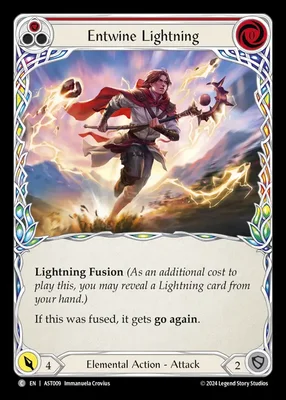 Entwine Lightning
Lightning Fusion (As an additional cost to
play this, you may reveal a Lightning card from
your hand.)
If this was fused, it gets go again.
4
Elemental Action - Attack
2
C EN | AST009 Immanuela Crovius
©2024 Legend Story Studios